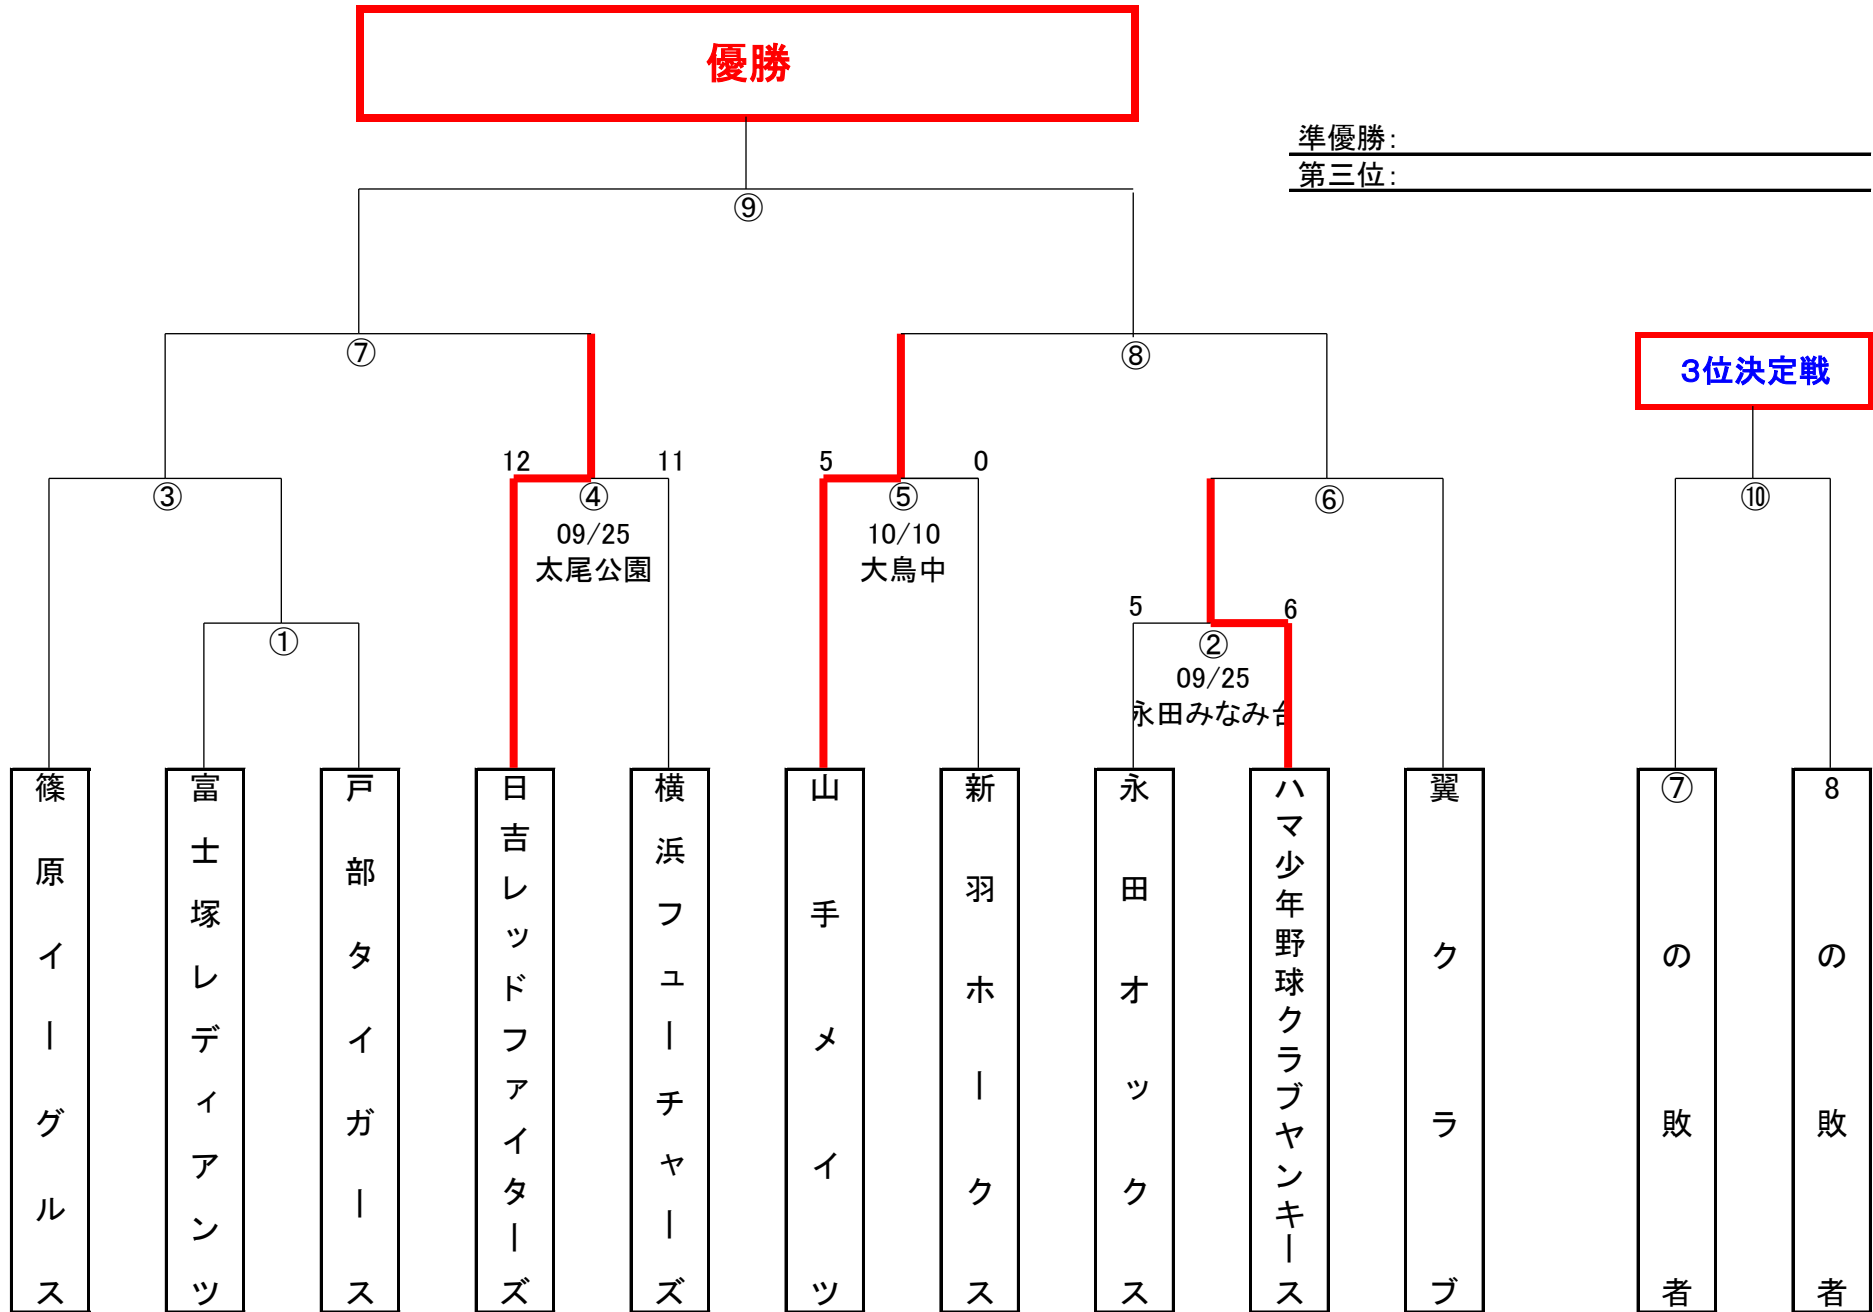 優勝
準優勝:
第三位:
⑨
⑦
⑧
3位決定戦
12
11
5
0
③
④
⑤
⑥
⑩
09/25
太尾公園
10/10
大鳥中
5
6
①
②
09/25
永田みなみ台
篠原イーグルス
富士塚レディアンツ
戸部タイガース
日吉レッドファイターズ
横浜フューチャーズ
山手メイツ
新羽ホークス
永田オックス
ハマ少年野球クラブヤンキース
翼クラブ
⑦の敗者
8の敗者